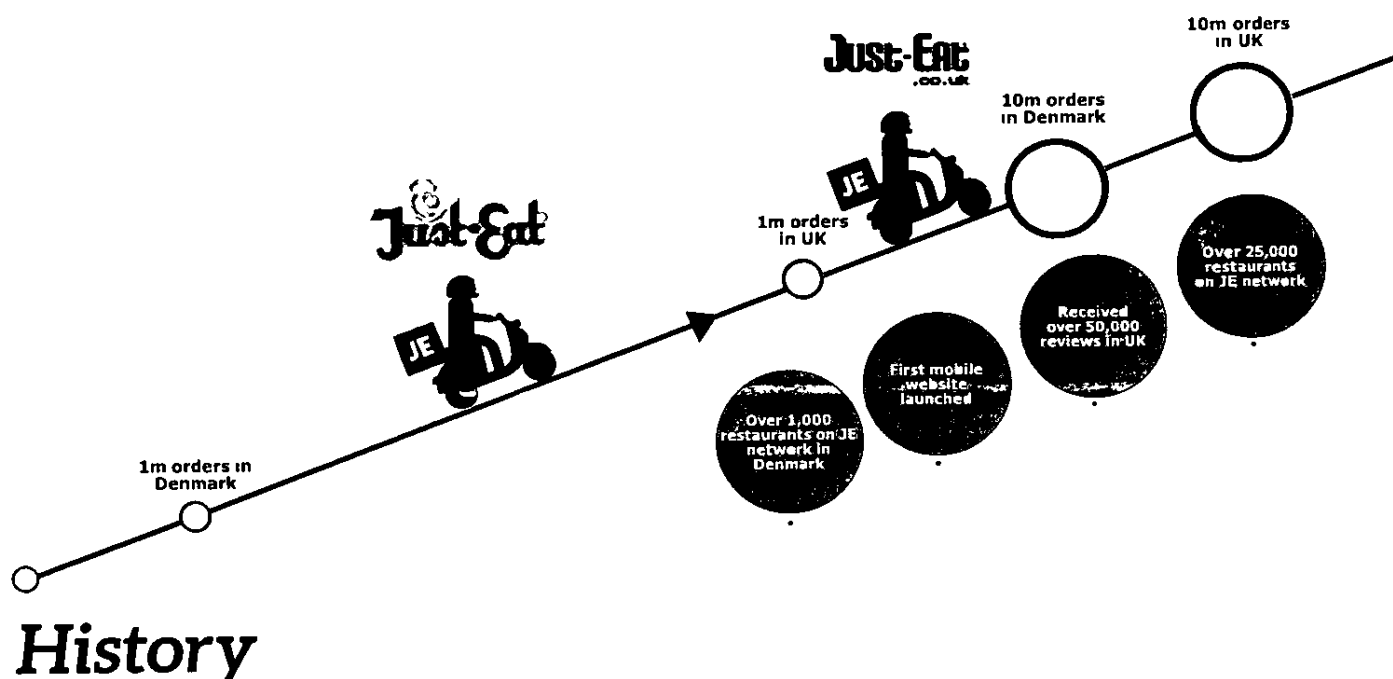 10m orders
in UK
Just-Eat
.co.uk
10m orders
in Denmark
JE
1m orders
in UK
Just-Eat
JE
Over 25,000
restaurants
on JE network
Received
over 50,000
reviews in UK
First mobile
website
launched
Over 1,000
restaurants on JE
network in
Denmark
1m orders in
Denmark
History